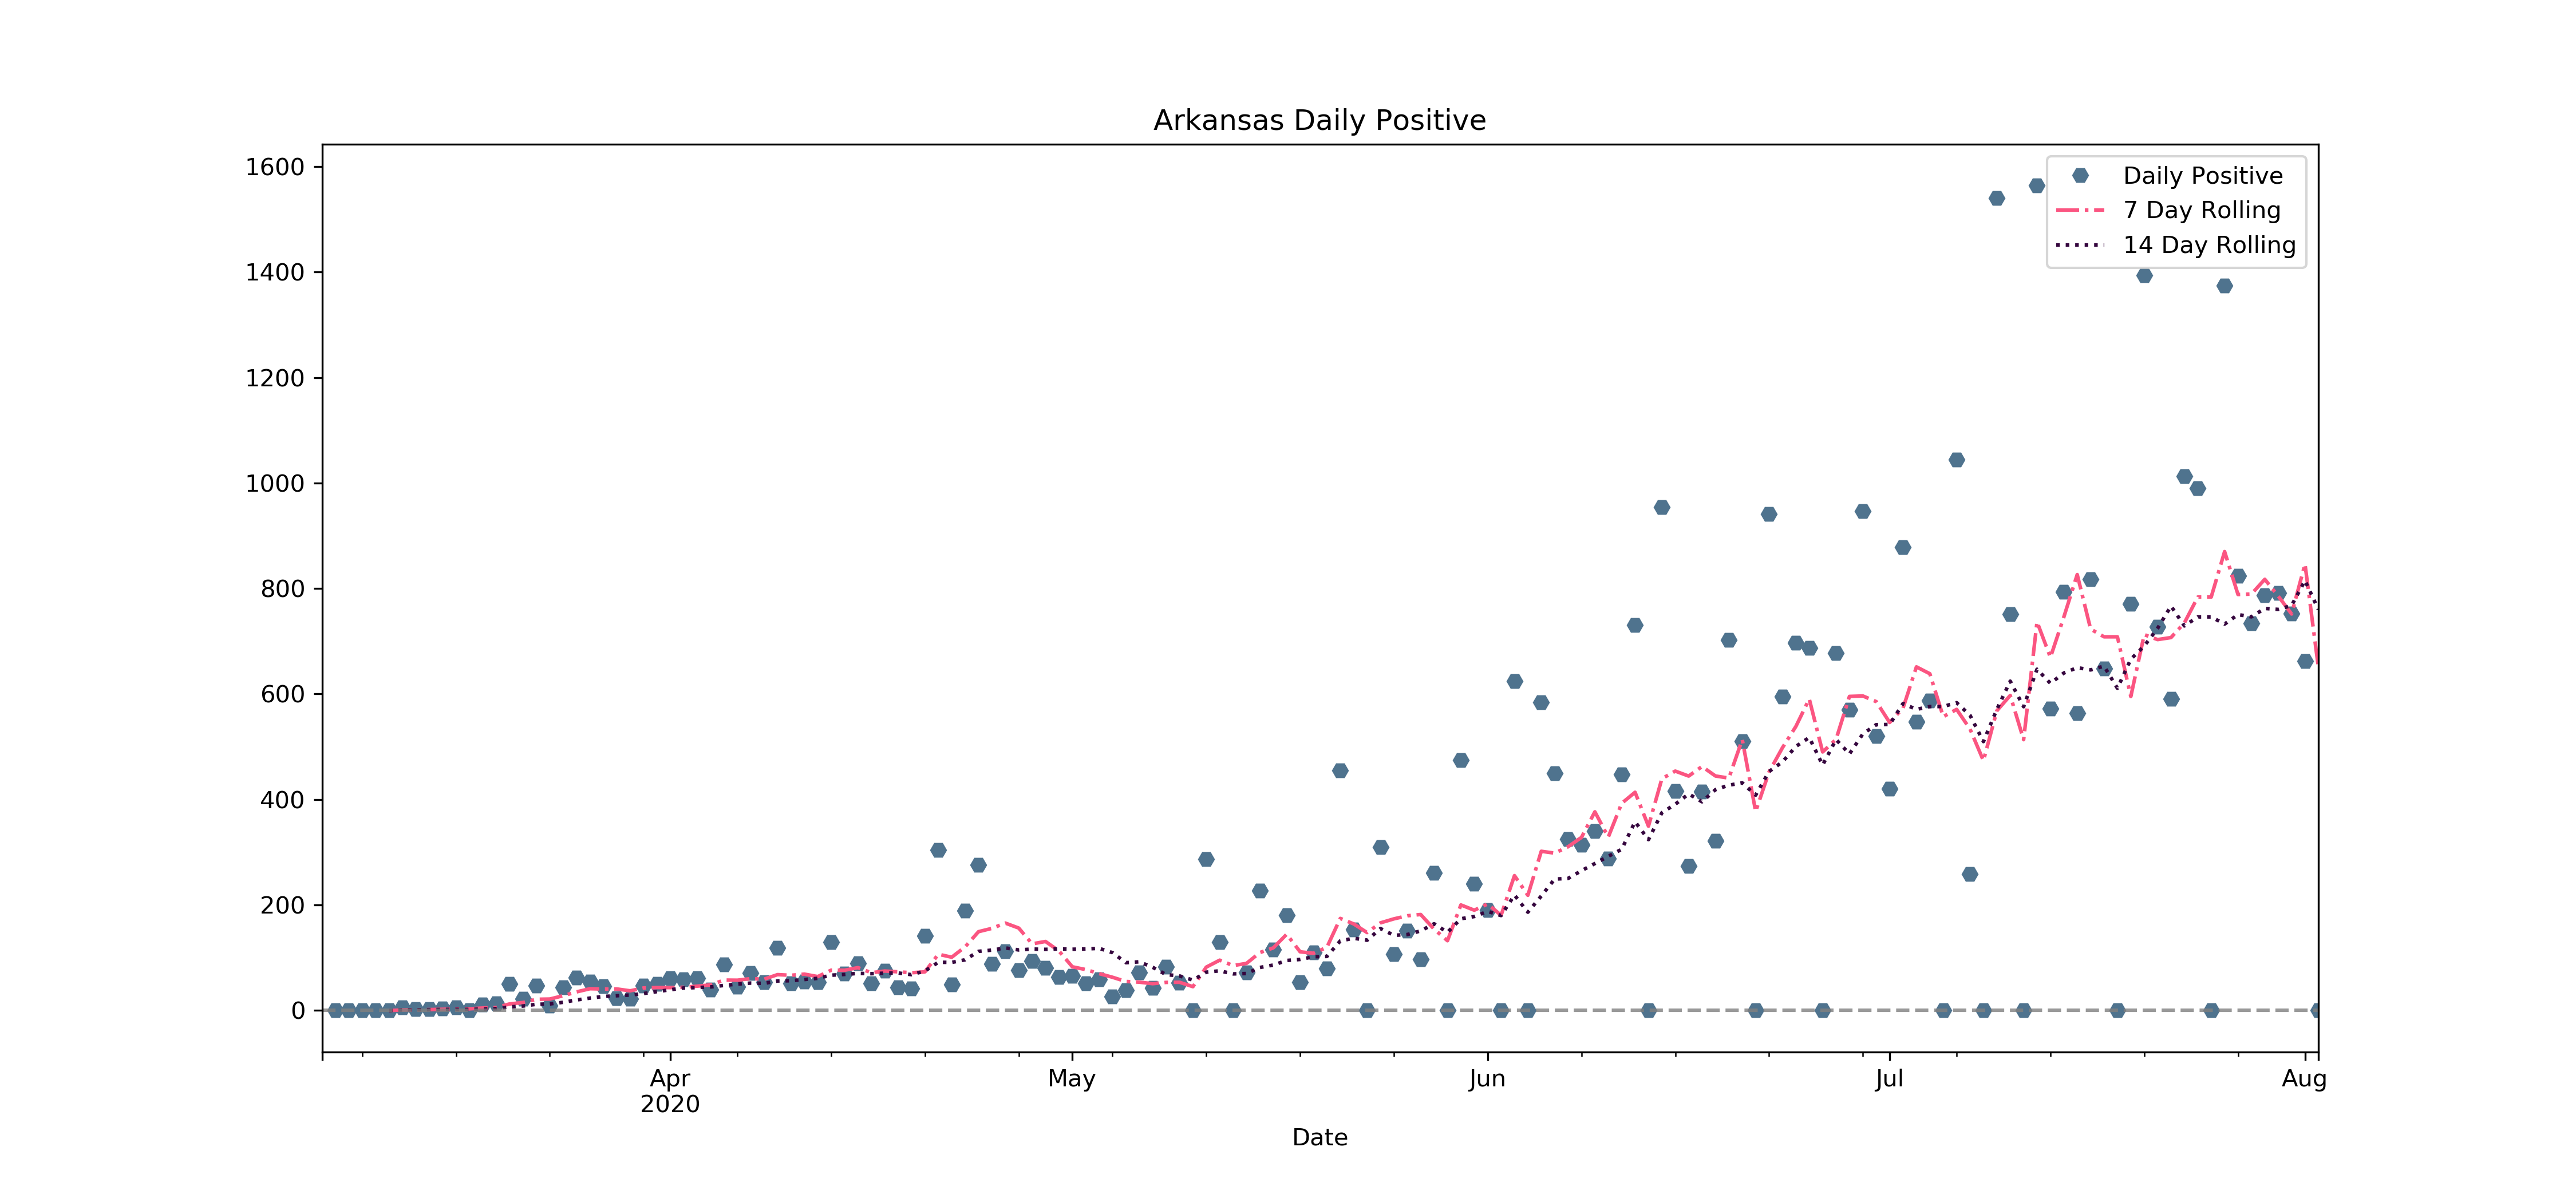 Arkansas Daily Positive
1600
1400
1200
1000
800
600
400
200
0
Daily Positive
7 Day Rolling
14 Day Rolling
Apr
2020
May
Jun
Jul
Aug
Date